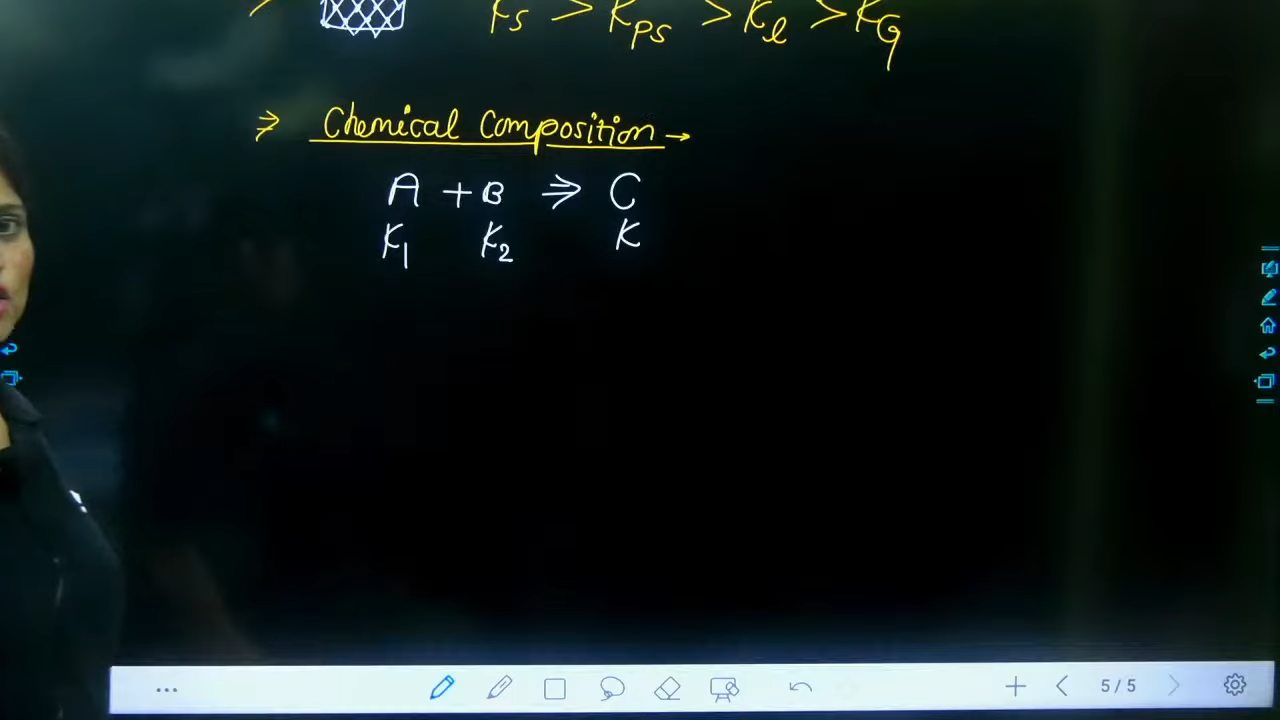 Ks > Kps > Kl > KG
⇒ Chemical Composition →
A + B ⇒ C
K1 K2 K
5/5